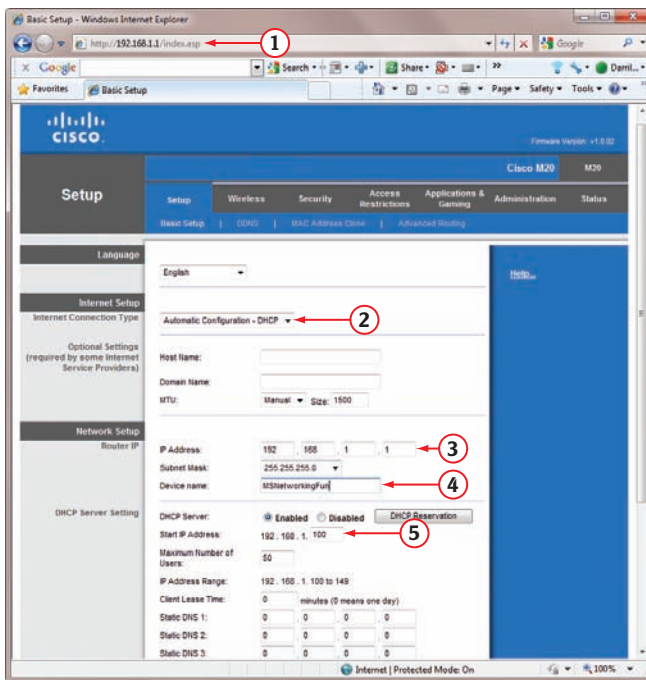 Basic Setup - Windows Internet Explorer
http://192.168.1.1/index.asp
1
Google
Google
Search
Share
Darril...
Favorites
Basic Setup
Page
Safety
Tools
CISCO
Firmware Version: v1.0.02
Cisco M20
M20
Setup
Setup
Wireless
Security
Access Restrictions
Applications & Gaming
Administration
Status
Basic Setup | DDNS | MAC Address Clone | Advanced Routing
Language
English
Help...
Internet Setup
Internet Connection Type
Automatic Configuration - DHCP
2
Optional Settings
(required by some Internet
Service Providers)
Host Name:
Domain Name:
MTU: Manual Size: 1500
Network Setup
Router IP
IP Address: 192 . 168 . 1 . 1
3
Subnet Mask: 255.255.255.0
Device name: MSNetworkingFun
4
DHCP Server Setting
DHCP Server: Enabled Disabled DHCP Reservation
Start IP Address: 192 . 168 . 1. 100
5
Maximum Number of
Users: 50
IP Address Range: 192 . 168 . 1. 100 to 149
Client Lease Time: 0 minutes (0 means one day)
Static DNS 1: 0 . 0 . 0 . 0
Static DNS 2: 0 . 0 . 0 . 0
Static DNS 3: 0 . 0 . 0 . 0
Internet | Protected Mode: On
100%